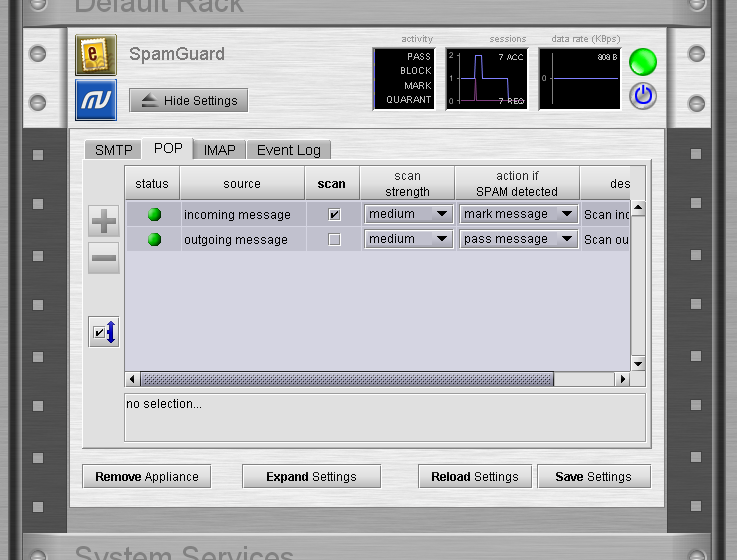 Default Rack
SpamGuard
Hide Settings
activity
PASS
BLOCK
MARK
QUARANT
sessions
2
1
0
7 ACC
7 REQ
data rate (KBps)
0
808 B
SMTP POP IMAP Event Log
status source scan scan strength action if SPAM detected des
incoming message medium mark message Scan inc
outgoing message medium pass message Scan ou
no selection...
Remove Appliance Expand Settings Reload Settings Save Settings
System Services